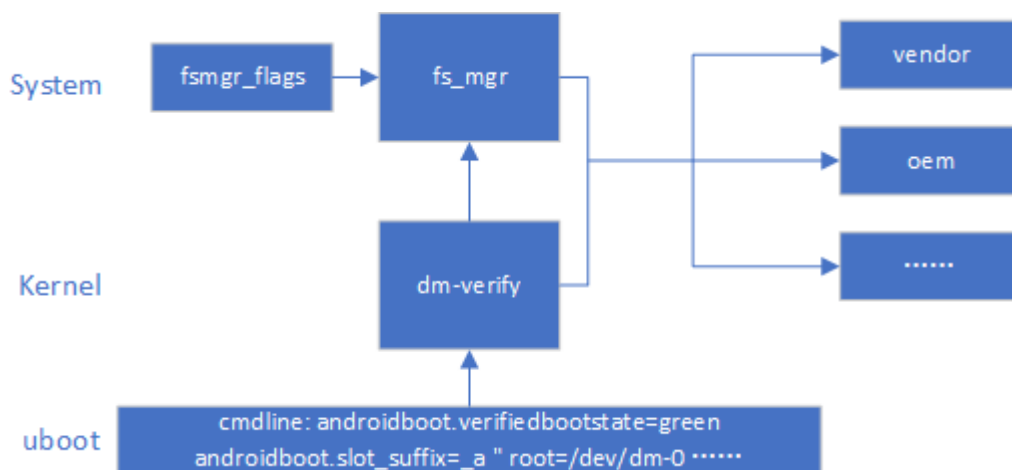 System
fsmgr_flags
fs_mgr
vendor
oem
······
Kernel
dm-verify
uboot
cmdline: androidboot.verifiedbootstate=green
androidboot.slot_suffix=_a " root=/dev/dm-0 ······